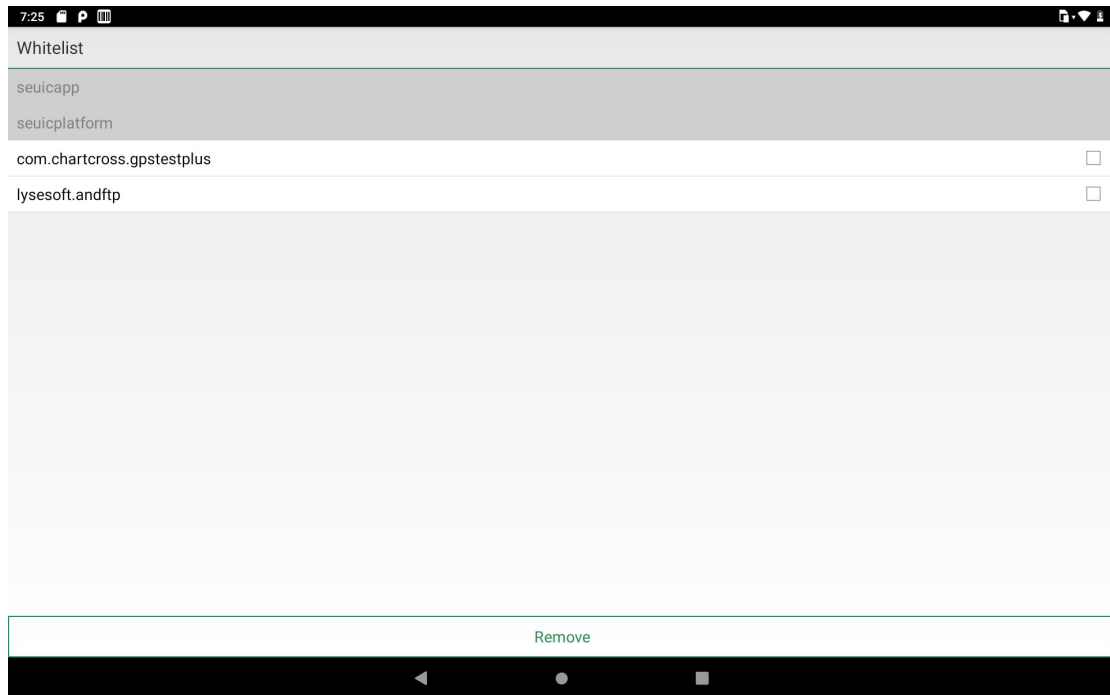 7:25
Whitelist
seuicapp
seuicplatform
com.chartcross.gpstestplus
lysesoft.andftp
Remove